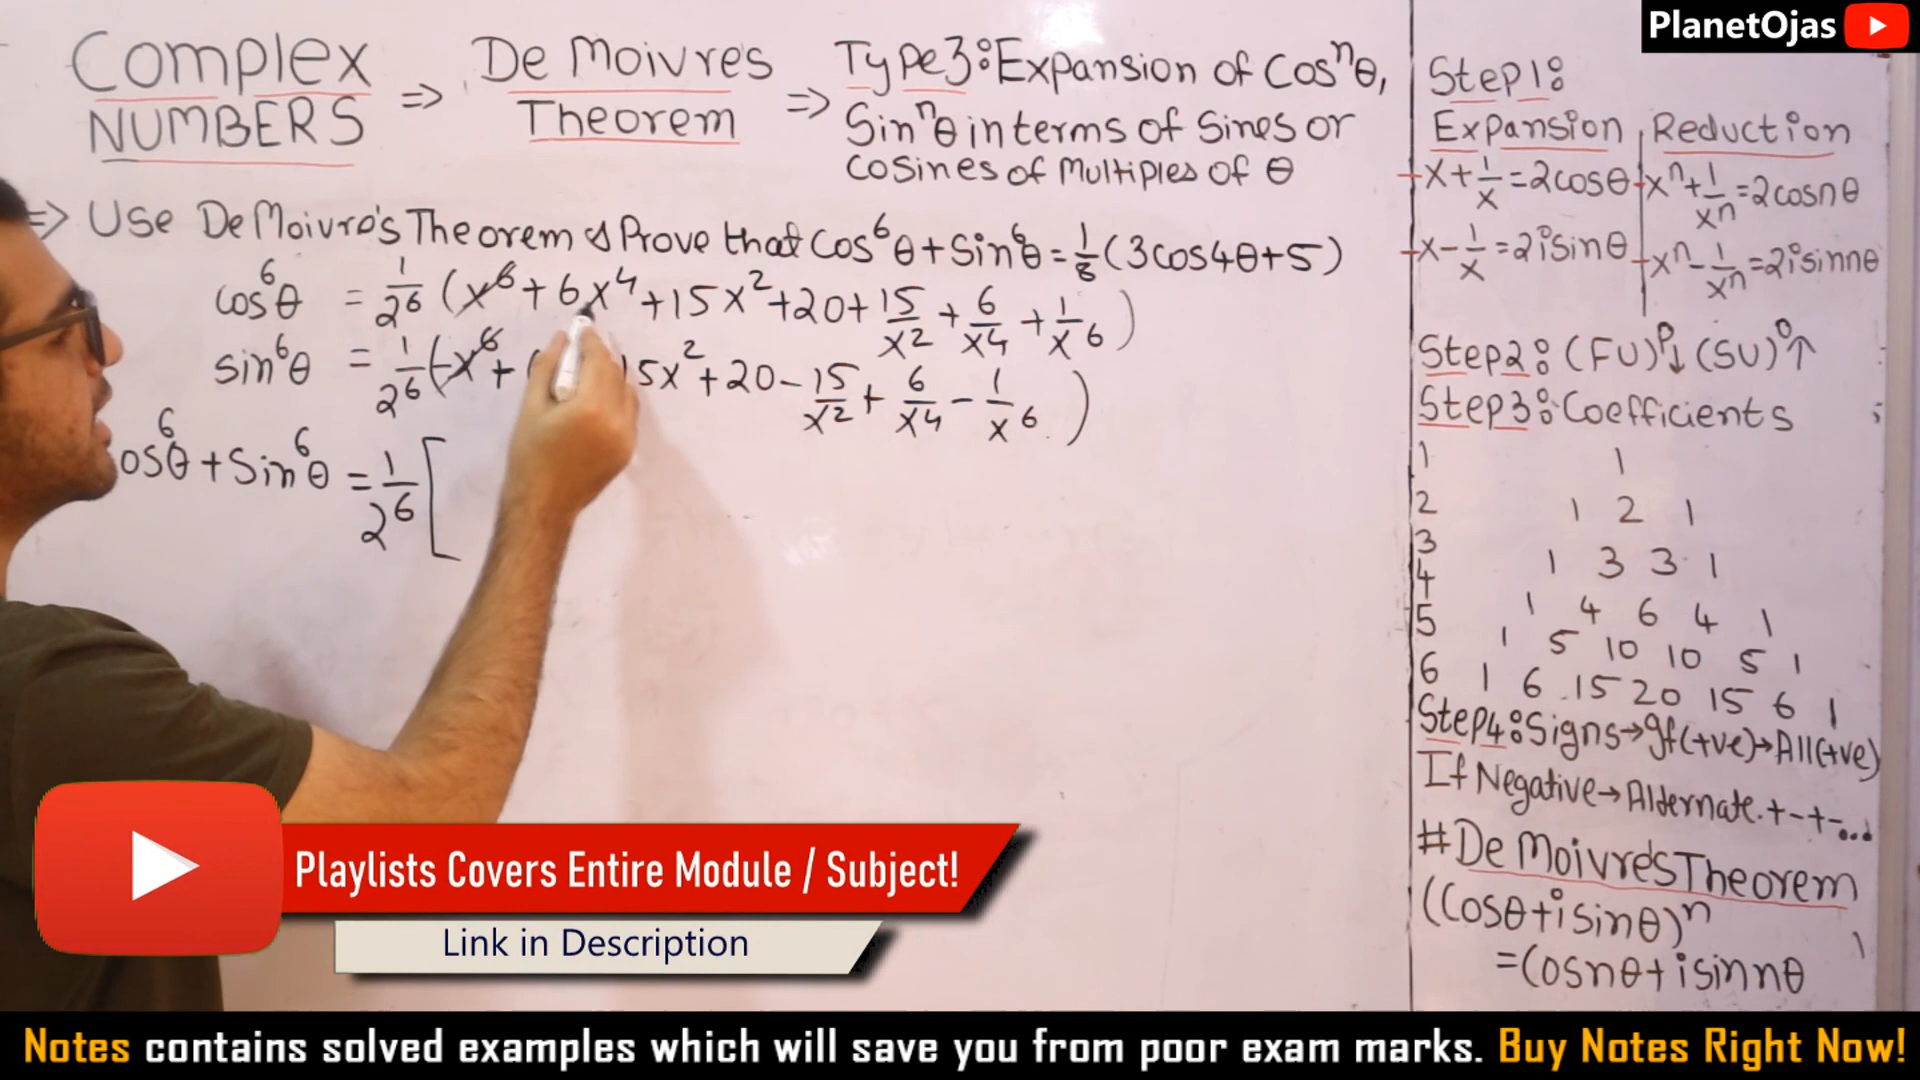 PlanetOjas
Complex
NUMBERS
⇒ De Moivre's
Theorem
⇒ Type3: Expansion of Cosⁿθ,
Sinⁿθ in terms of Sines or
cosines of Multiples of θ
⇒ Use De Moivre's Theorem & Prove that Cos⁶θ + Sin⁶θ = 1/8 (3cos4θ+5)
cos⁶θ = 1/2⁶ (x⁶ + 6x⁴ + 15x² + 20 + 15/x² + 6/x⁴ + 1/x⁶)
sin⁶θ = 1/2⁶ (-x⁶ + 5x² + 20 - 15/x² + 6/x⁴ - 1/x⁶)
osθ⁶ + Sin⁶θ = 1/2⁶ [
Step1:
Expansion Reduction
x + 1/x = 2cosθ xⁿ + 1/xⁿ = 2cosnθ
x - 1/x = 2isinθ xⁿ - 1/xⁿ = 2isinnθ
Step2: (FU)ᵖ↓ (SU)⁰↑
Step3: Coefficients
1 1
2 1 2 1
3 1 3 3 1
4 1 4 6 4 1
5 1 5 10 10 5 1
6 1 6 15 20 15 6 1
Step4: Signs→If(+ve)→All(+ve)
If Negative→Alternate.+-+-...
#De Moivre's Theorem
(Cosθ+isinθ)ⁿ
=Cosnθ+isinnθ
Playlists Covers Entire Module / Subject!
Link in Description
Notes contains solved examples which will save you from poor exam marks. Buy Notes Right Now!